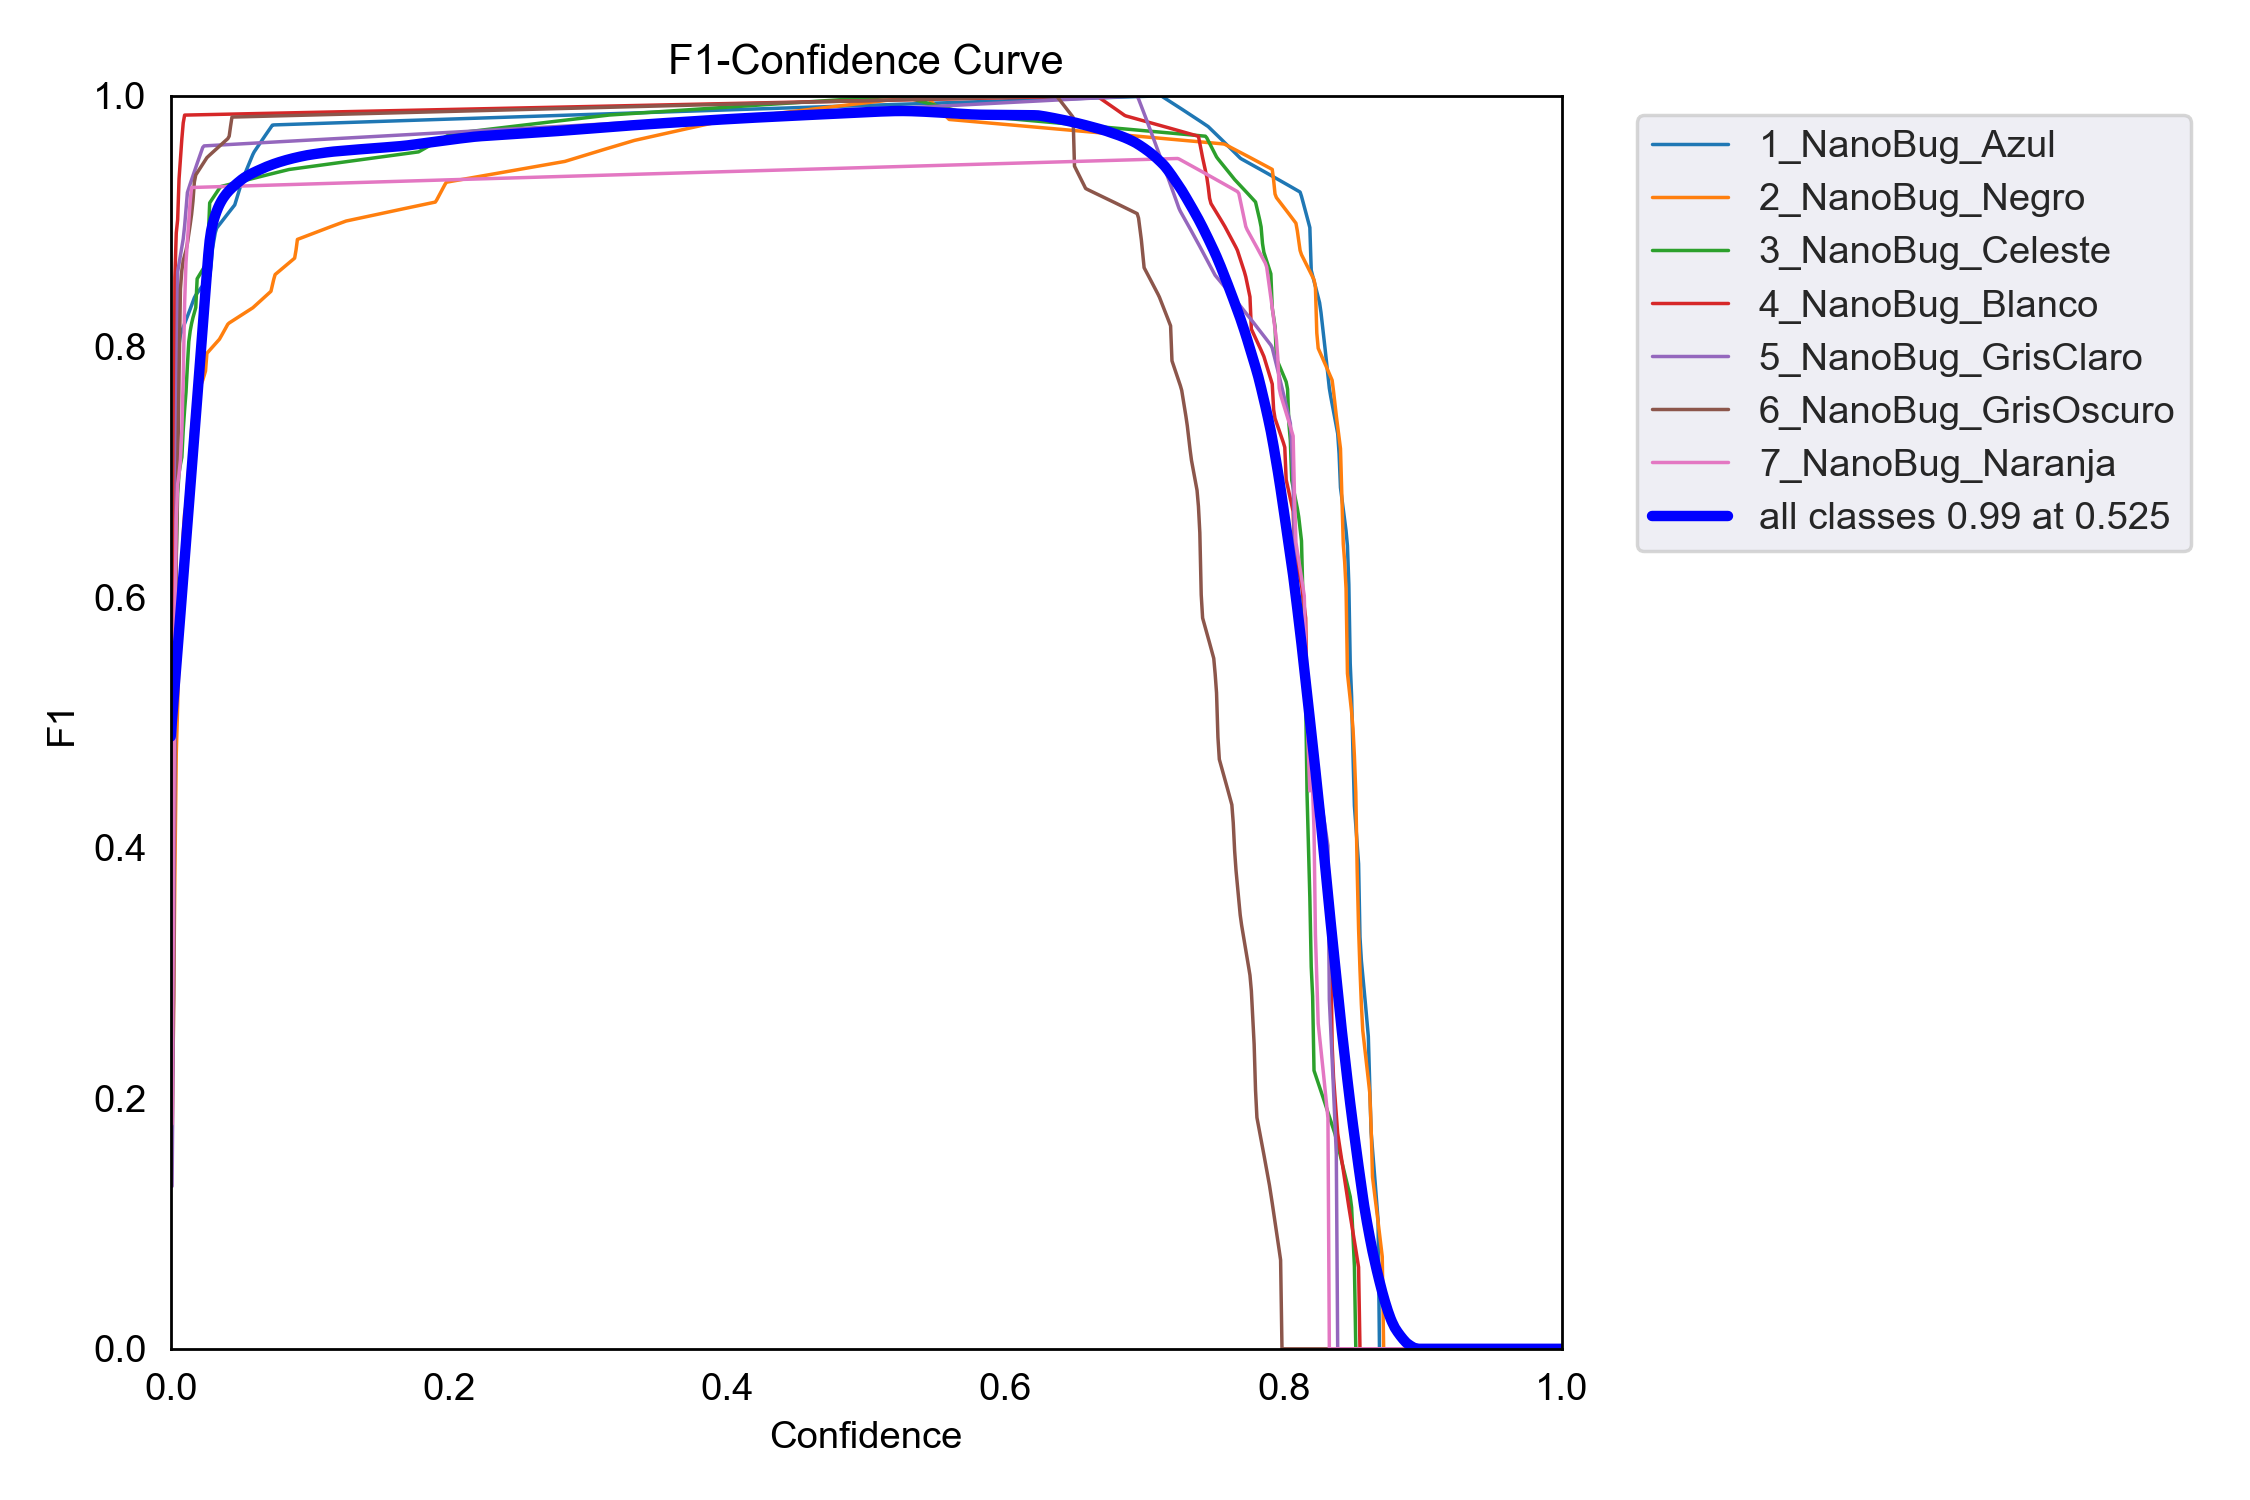 F1-Confidence Curve
1.0
0.8
0.6
0.4
0.2
0.0
F1
0.0 0.2 0.4 0.6 0.8 1.0
Confidence
1_NanoBug_Azul
2_NanoBug_Negro
3_NanoBug_Celeste
4_NanoBug_Blanco
5_NanoBug_GrisClaro
6_NanoBug_GrisOscuro
7_NanoBug_Naranja
all classes 0.99 at 0.525